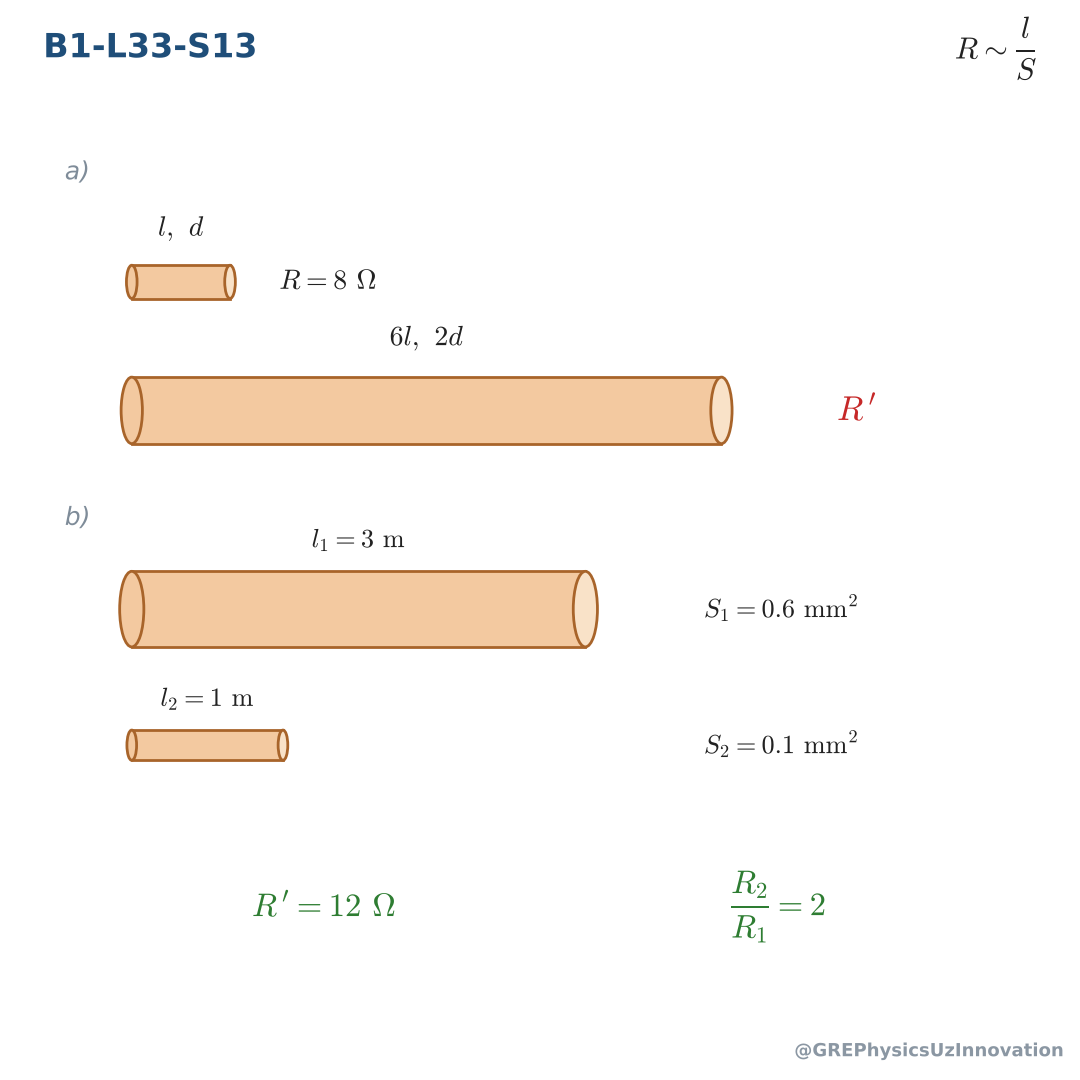 B1-L33-S13
R ∼ l/S
a)
l, d
R = 8 Ω
6l, 2d
R′
b)
l₁ = 3 m
S₁ = 0.6 mm²
l₂ = 1 m
S₂ = 0.1 mm²
R′ = 12 Ω
R₂/R₁ = 2
@GREPhysicsUzInnovation